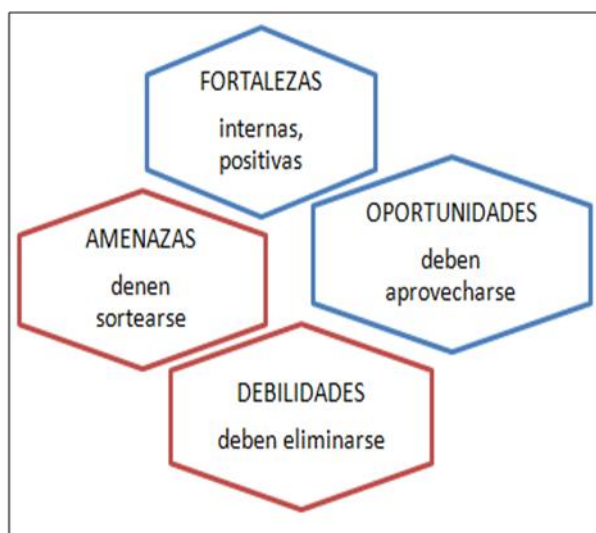 FORTALEZAS
internas,
positivas
OPORTUNIDADES
deben
aprovecharse
AMENAZAS
denen
sortearse
DEBILIDADES
deben eliminarse